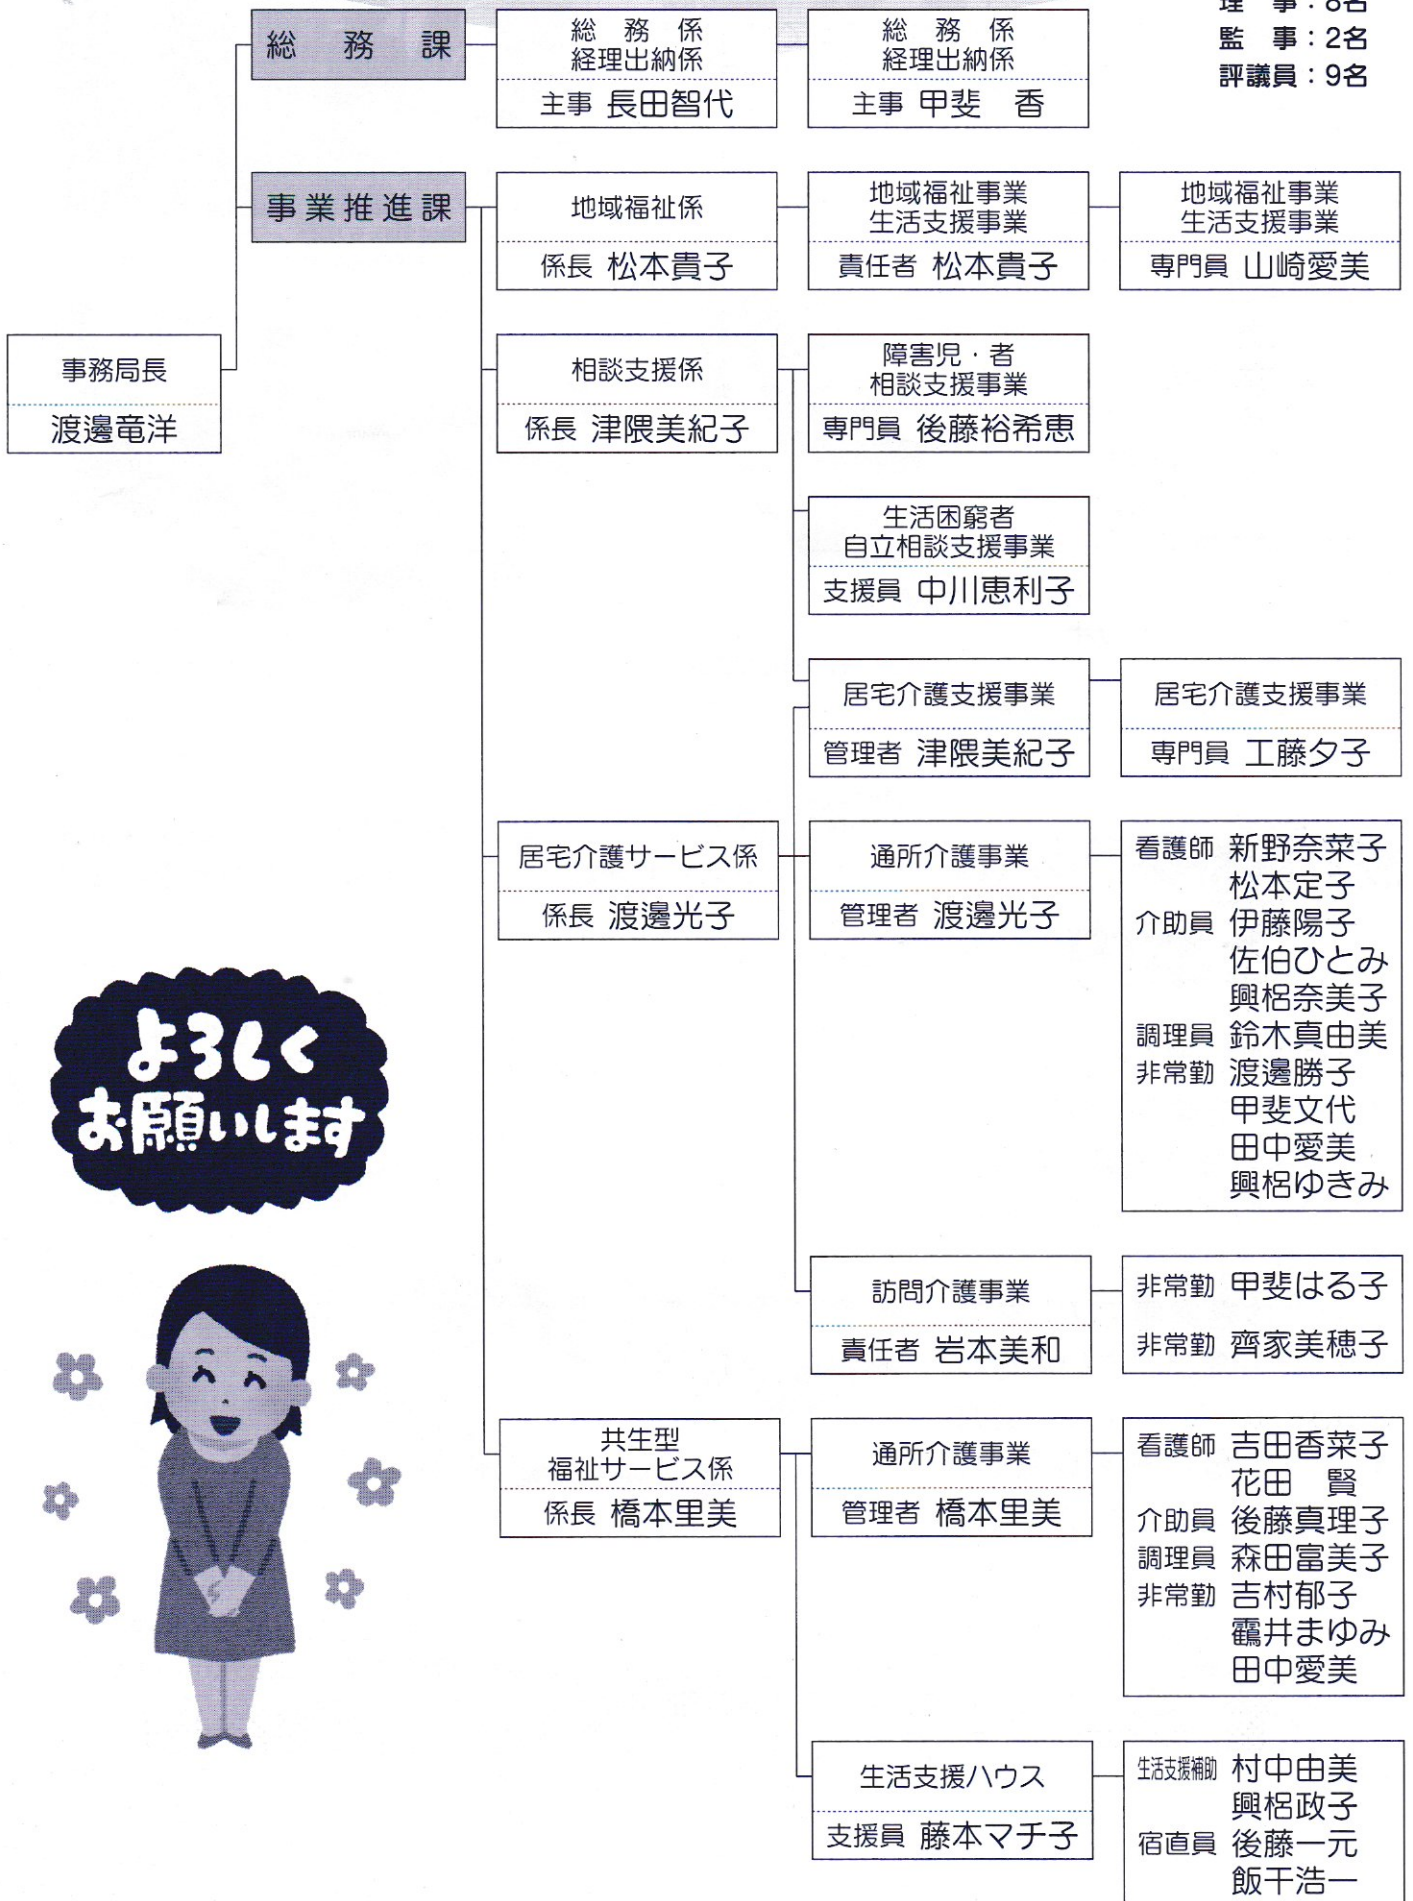 理　事：8名
監　事：2名
評議員：9名
総　務　課
総　務　係
経理出納係
主事 長田智代
総　務　係
経理出納係
主事 甲斐　香
事業推進課
地域福祉係
係長 松本貴子
地域福祉事業
生活支援事業
責任者 松本貴子
地域福祉事業
生活支援事業
専門員 山崎愛美
事務局長
渡邊竜洋
相談支援係
係長 津隈美紀子
障害児・者
相談支援事業
専門員 後藤裕希恵
生活困窮者
自立相談支援事業
支援員 中川恵利子
居宅介護支援事業
管理者 津隈美紀子
居宅介護支援事業
専門員 工藤夕子
居宅介護サービス係
係長 渡邊光子
通所介護事業
管理者 渡邊光子
看護師 新野奈菜子
松本定子
介助員 伊藤陽子
佐伯ひとみ
興梠奈美子
調理員 鈴木真由美
非常勤 渡邊勝子
甲斐文代
田中愛美
興梠ゆきみ
訪問介護事業
責任者 岩本美和
非常勤 甲斐はる子
非常勤 齊家美穂子
共生型
福祉サービス係
係長 橋本里美
通所介護事業
管理者 橋本里美
看護師 吉田香菜子
花田　賢
介助員 後藤真理子
調理員 森田富美子
非常勤 吉村郁子
靍井まゆみ
田中愛美
生活支援ハウス
支援員 藤本マチ子
生活支援補助 村中由美
興梠政子
宿直員 後藤一元
飯干浩一
よろしく
お願いします